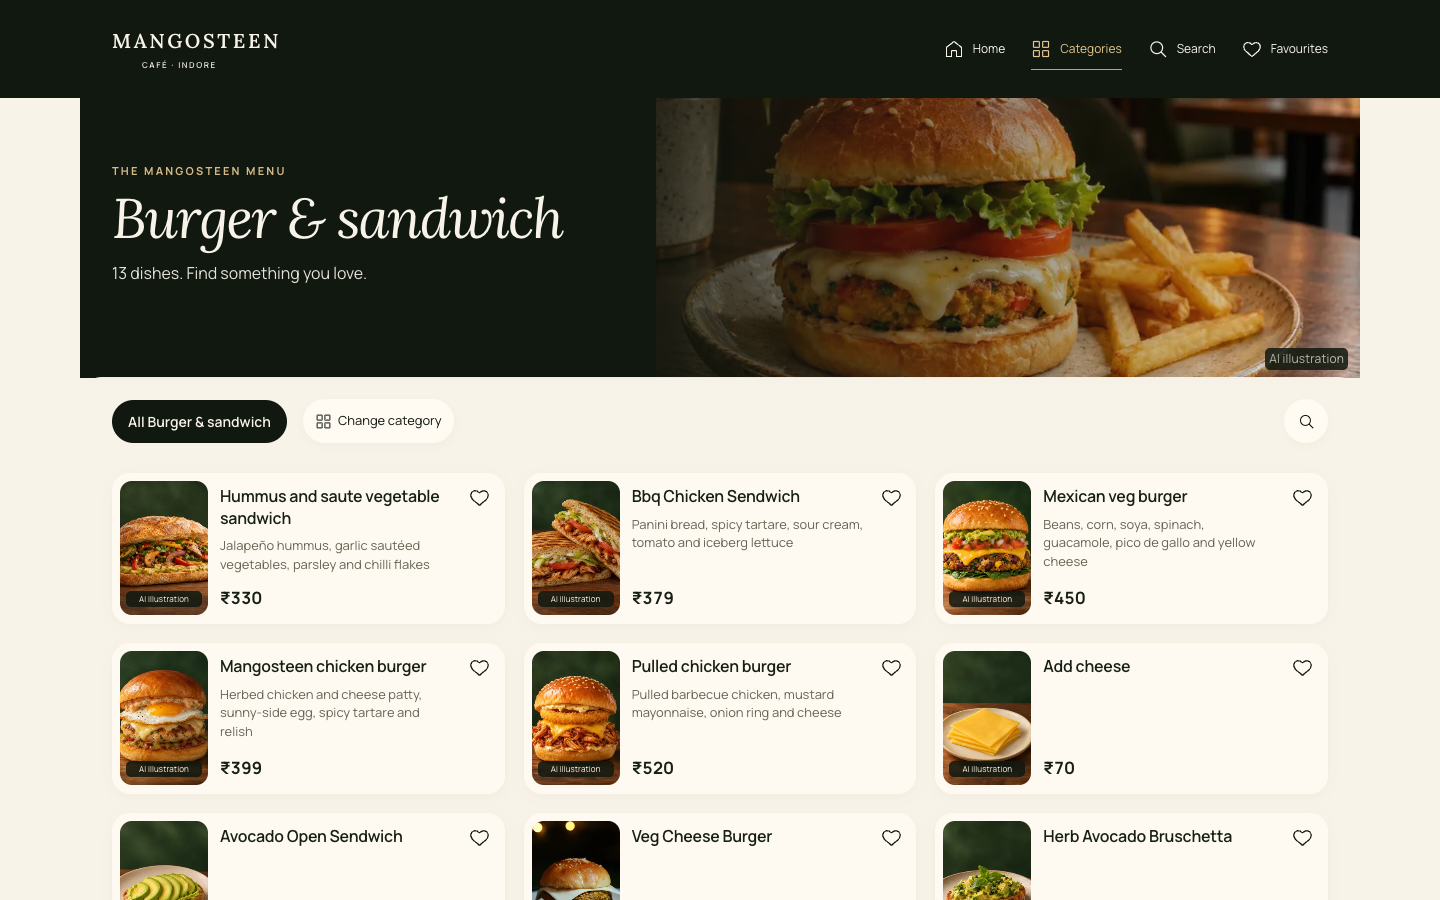 MANGOSTEEN
CAFÉ · INDORE
Home
Categories
Search
Favourites
THE MANGOSTEEN MENU
Burger & sandwich
13 dishes. Find something you love.
AI illustration
All Burger & sandwich
Change category
Hummus and saute vegetable
sandwich
Jalapeño hummus, garlic sautéed
vegetables, parsley and chilli flakes
AI illustration
₹330
Bbq Chicken Sandwich
Panini bread, spicy tartare, sour cream,
tomato and iceberg lettuce
AI illustration
₹379
Mexican veg burger
Beans, corn, soya, spinach,
guacamole, pico de gallo and yellow
cheese
AI illustration
₹450
Mangosteen chicken burger
Herbed chicken and cheese patty,
sunny-side egg, spicy tartare and
relish
AI illustration
₹399
Pulled chicken burger
Pulled barbecue chicken, mustard
mayonnaise, onion ring and cheese
AI illustration
₹520
Add cheese
AI illustration
₹70
Avocado Open Sandwich
Veg Cheese Burger
Herb Avocado Bruschetta